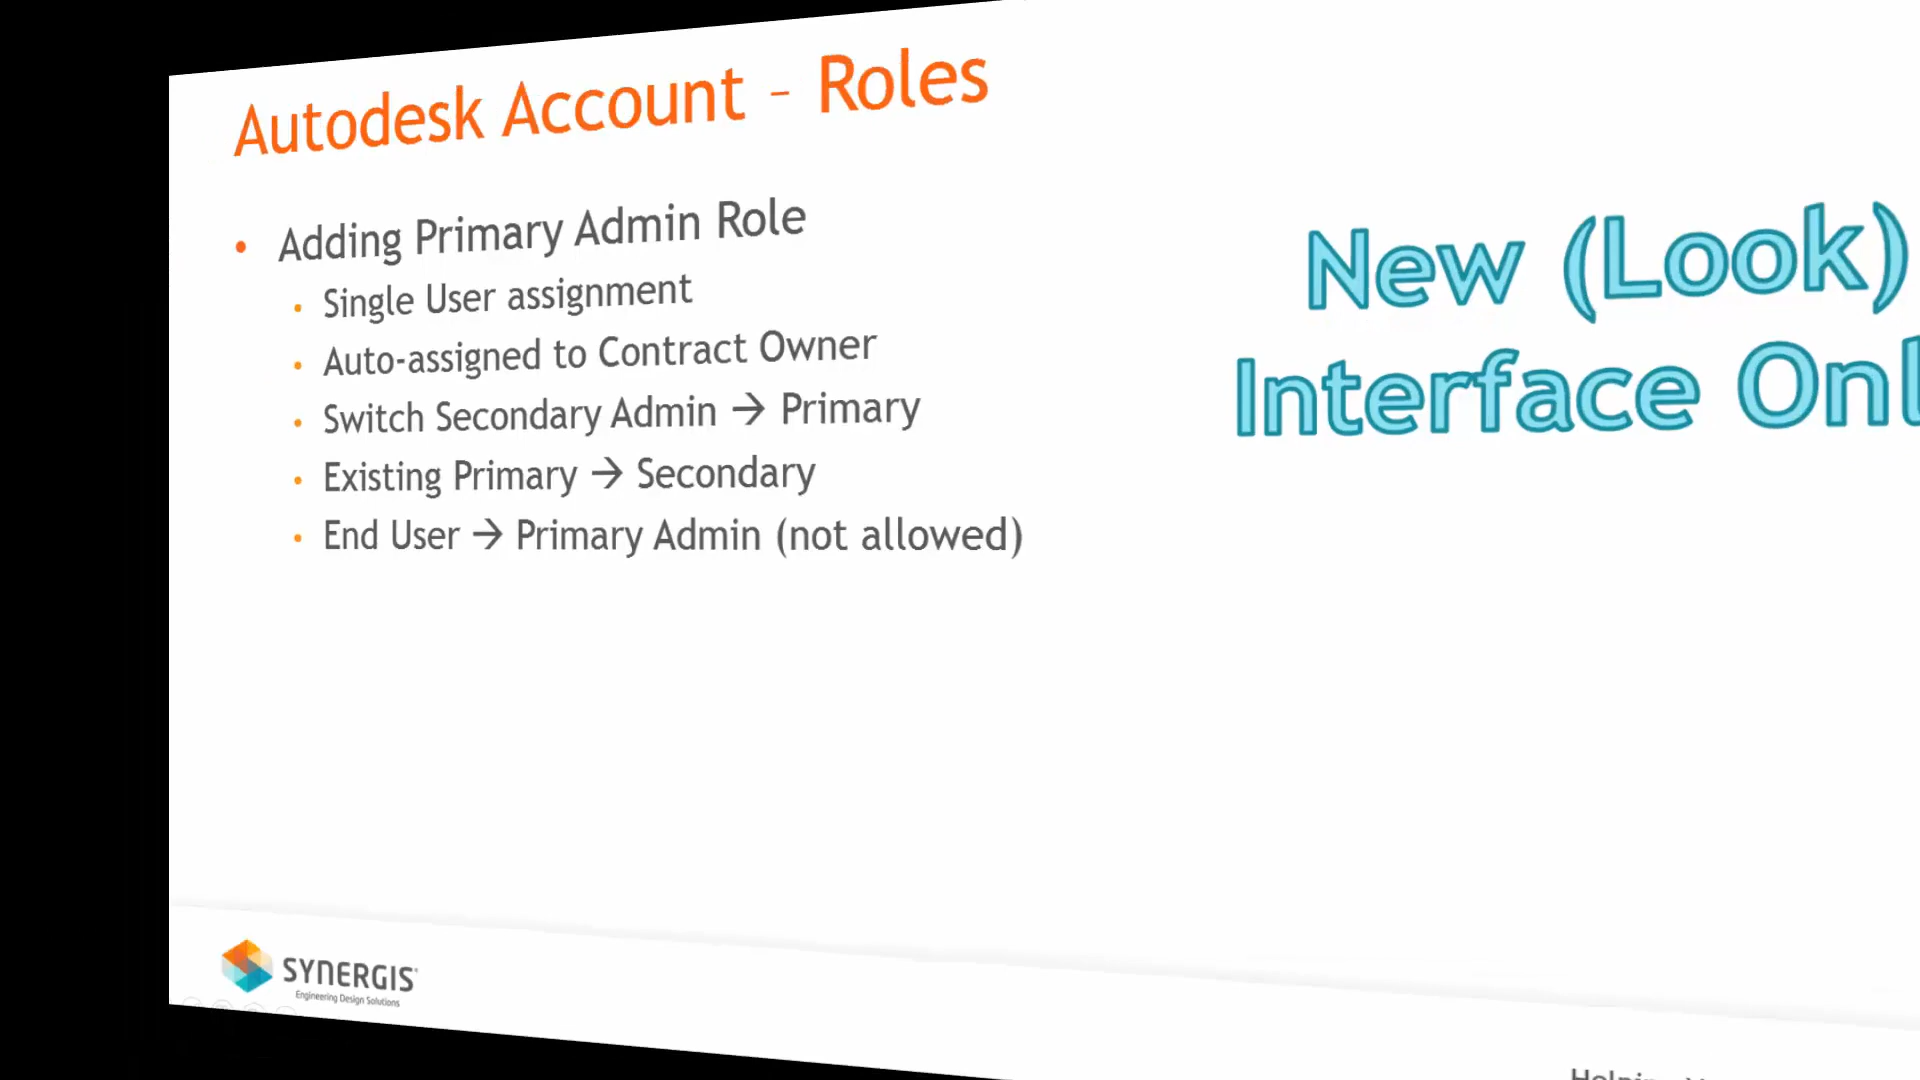 Autodesk Account – Roles
• Adding Primary Admin Role
• Single User assignment
• Auto-assigned to Contract Owner
• Switch Secondary Admin → Primary
• Existing Primary → Secondary
• End User → Primary Admin (not allowed)
New (Look)
Interface
SYNERGIS
Engineering Design Solutions